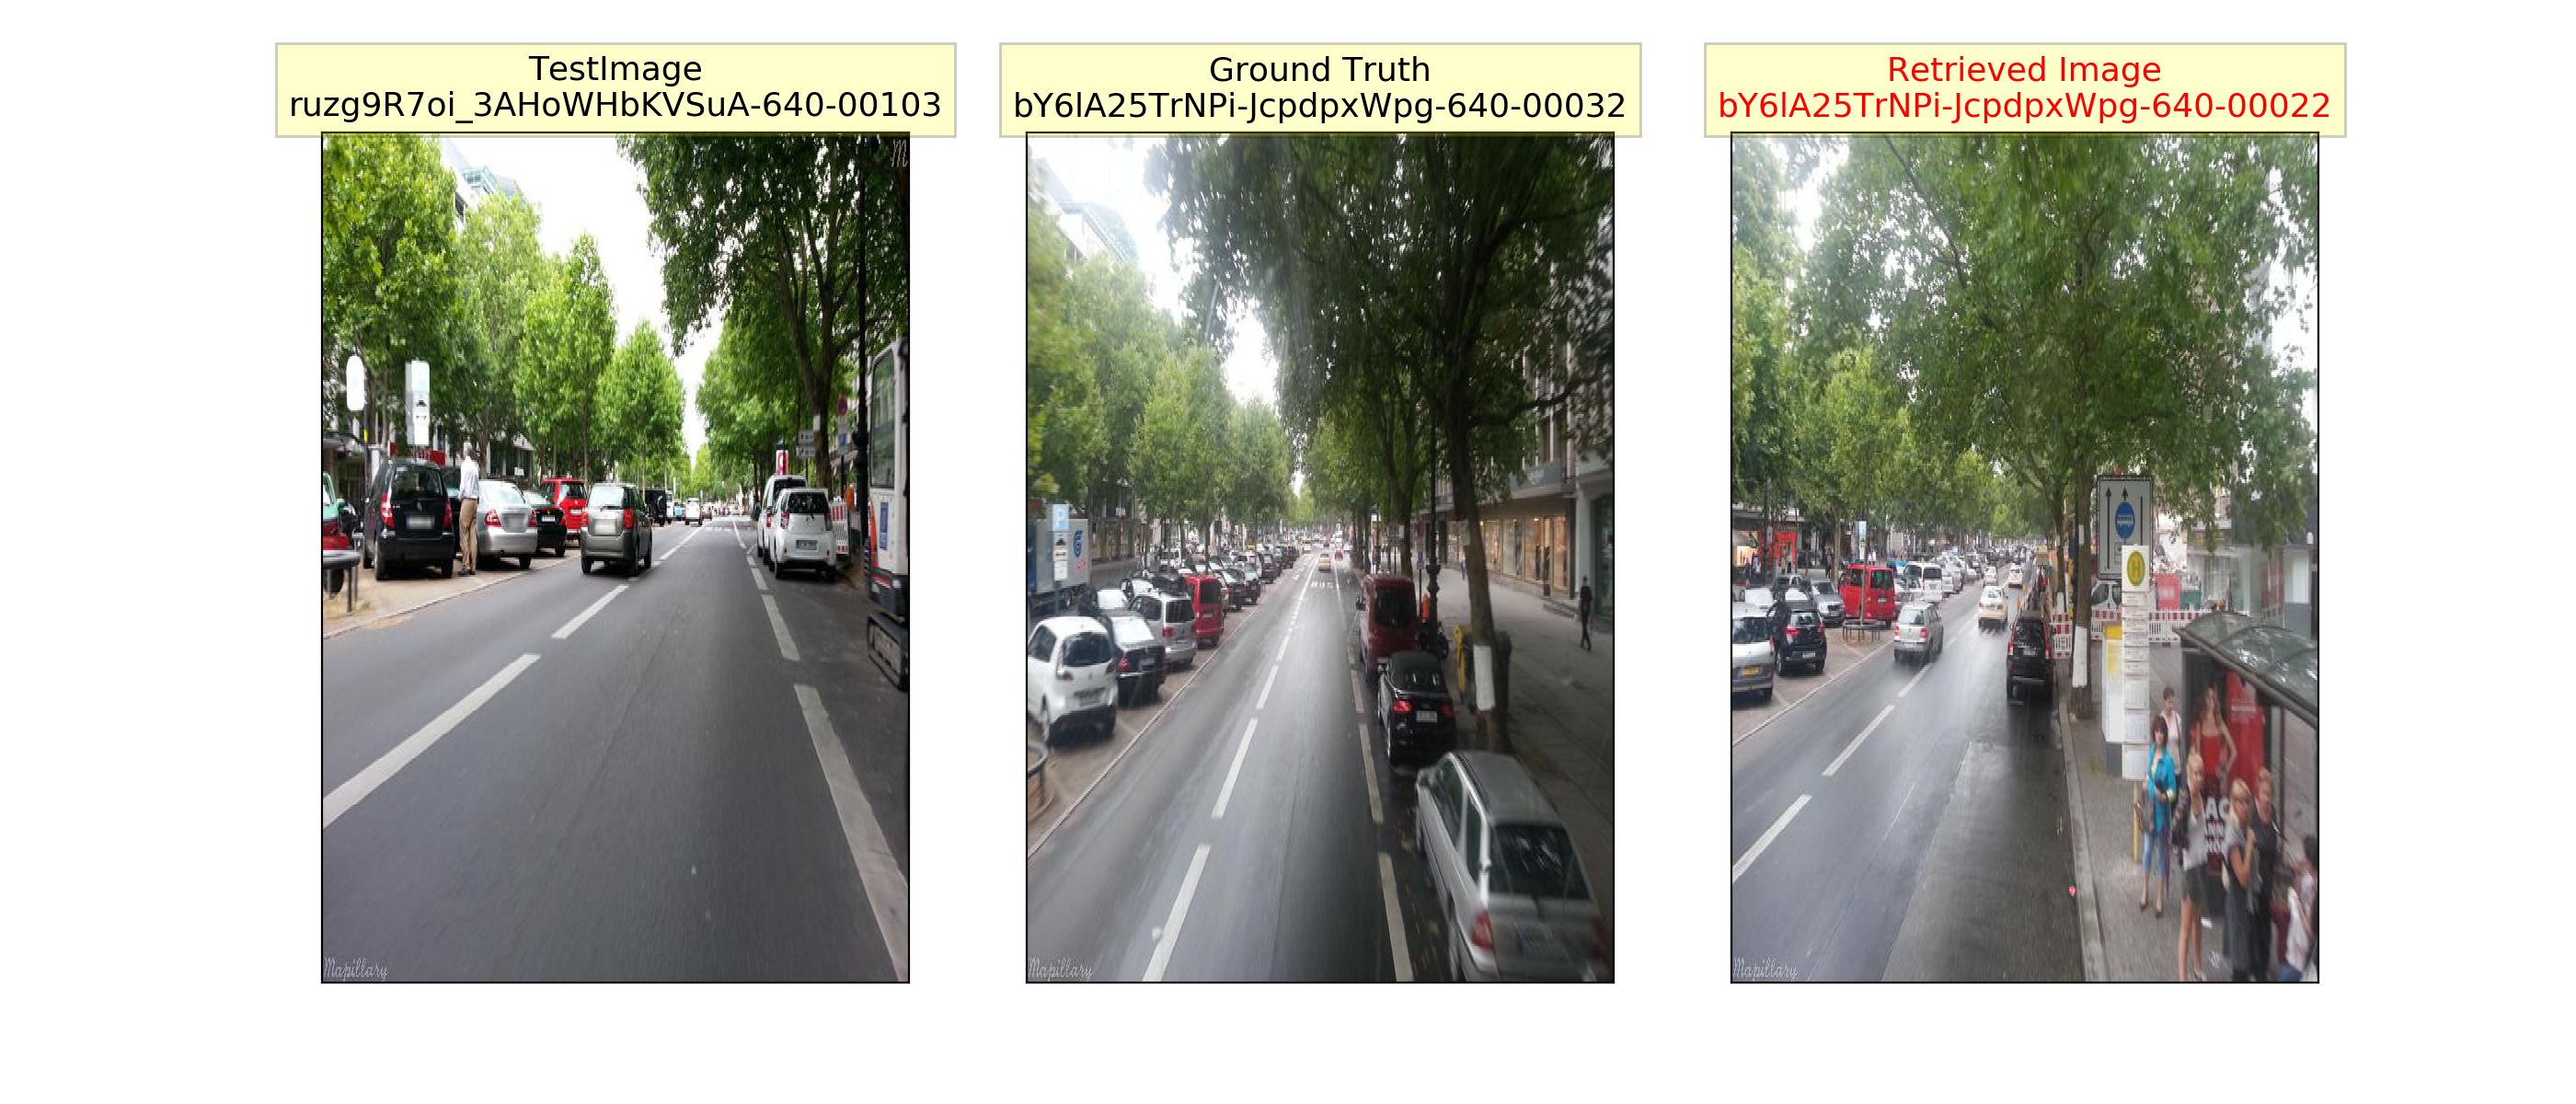 TestImage
ruzg9R7oi_3AHoWHbKVSuA-640-00103
Ground Truth
bY6lA25TrNPi-JcpdpxWpg-640-00032
Retrieved Image
bY6lA25TrNPi-JcpdpxWpg-640-00022
M
M
P
H
Mapillary
Mapillary
Mapillary